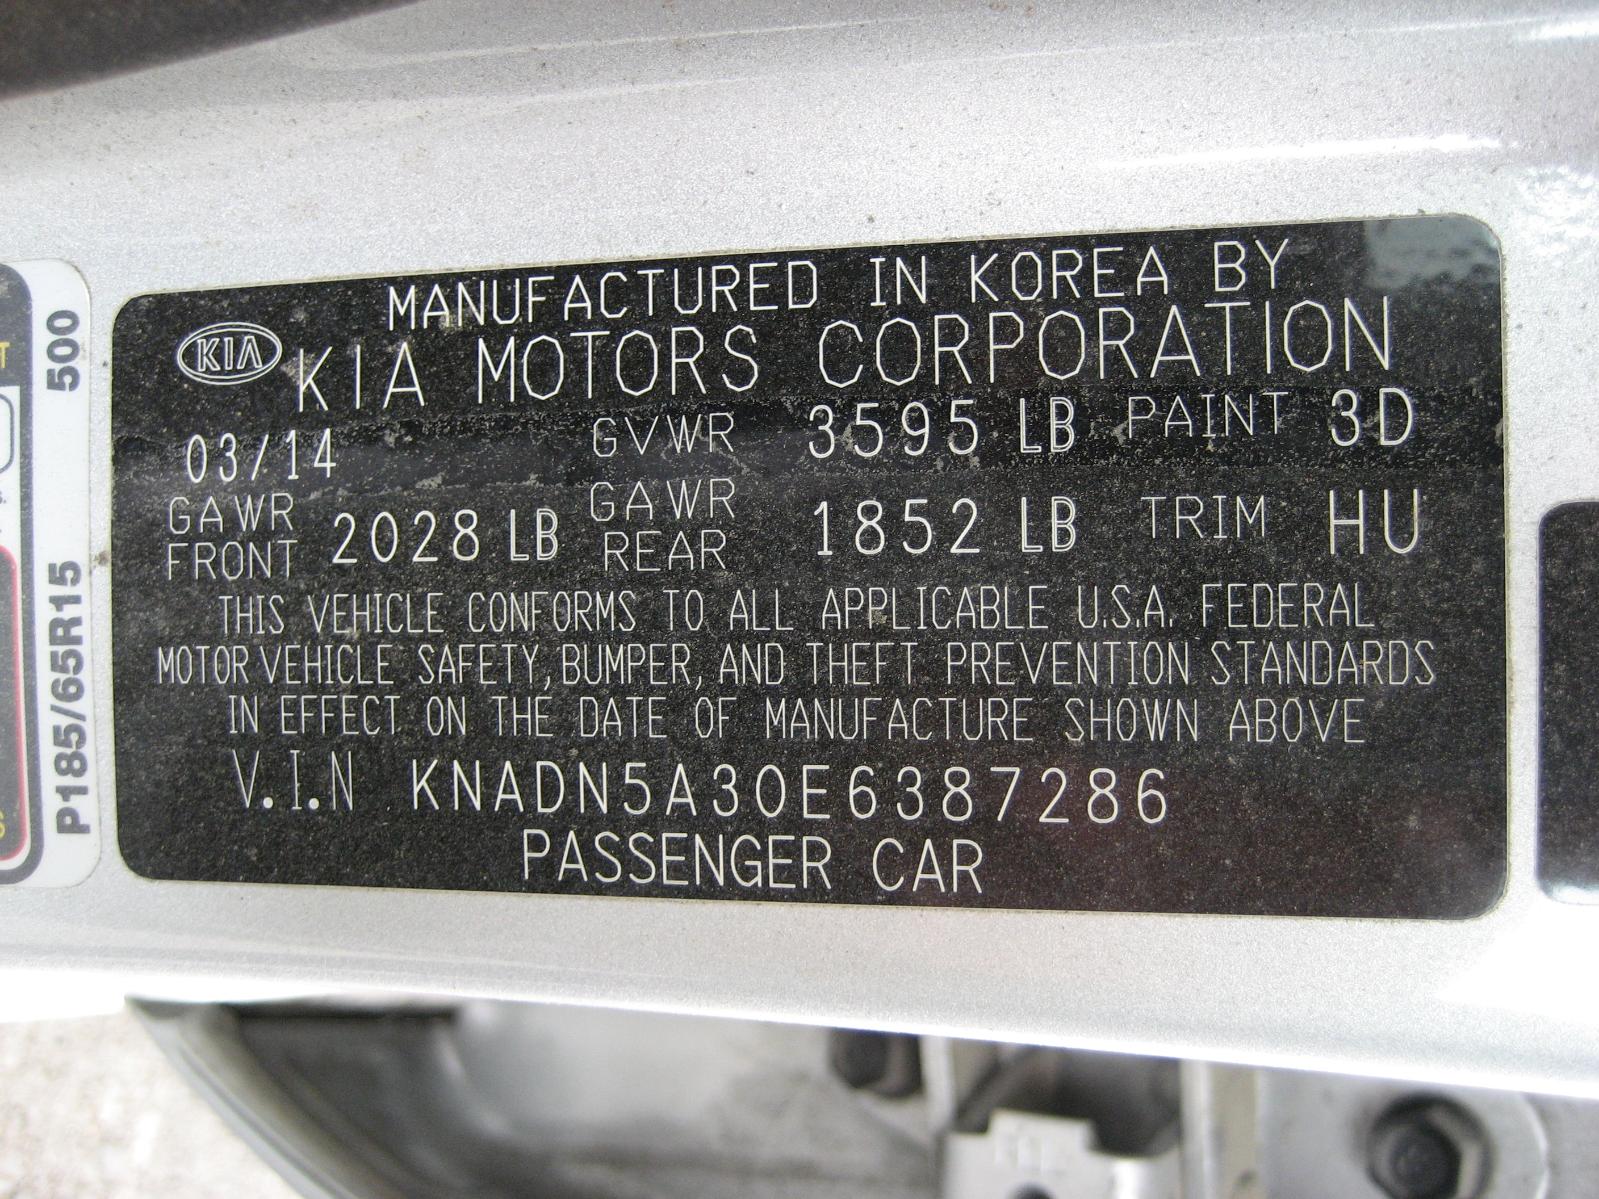 MANUFACTURED IN KOREA BY
KIA KIA MOTORS CORPORATION
03/14 GVWR 3595 LB PAINT 3D
GAWR FRONT 2028 LB GAWR REAR 1852 LB TRIM HU
THIS VEHICLE CONFORMS TO ALL APPLICABLE U.S.A. FEDERAL
MOTOR VEHICLE SAFETY, BUMPER, AND THEFT PREVENTION STANDARDS
IN EFFECT ON THE DATE OF MANUFACTURE SHOWN ABOVE
V.I.N KNADN5A30E6387286
PASSENGER CAR
P185/65R15 500